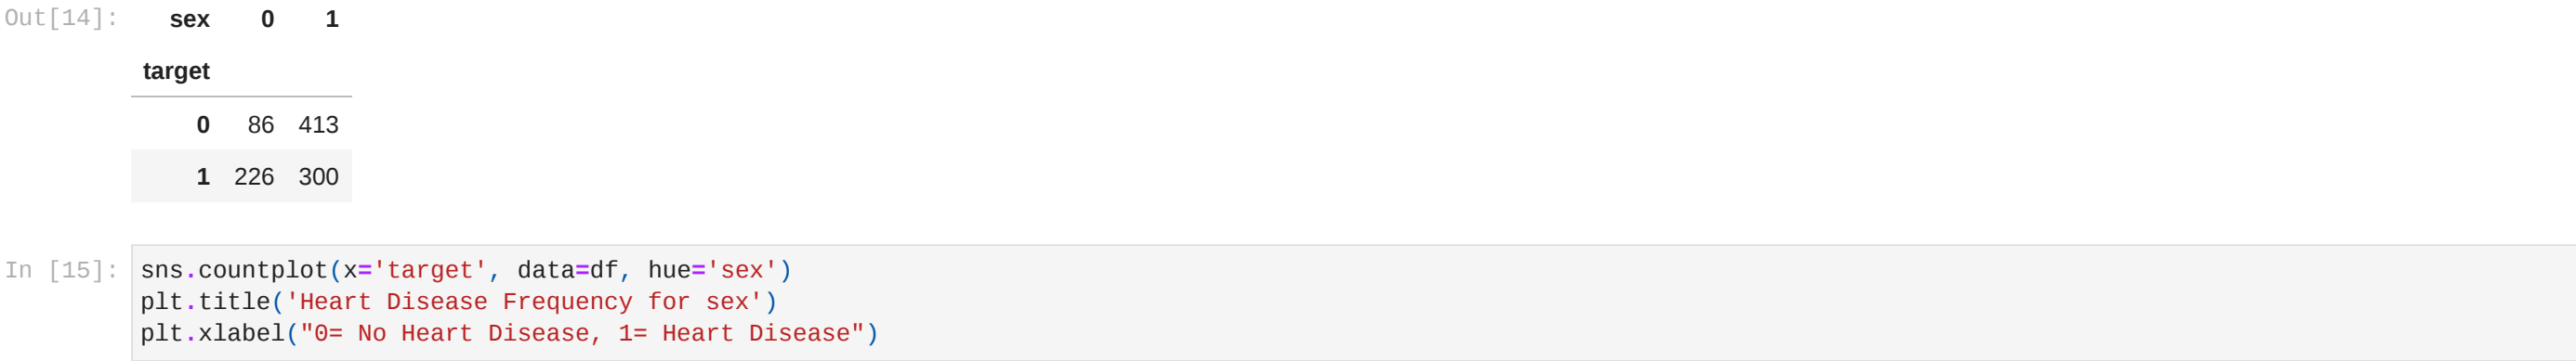 Out[14]: sex 0 1
target
0 86 413
1 226 300
In [15]: sns.countplot(x='target', data=df, hue='sex')
plt.title('Heart Disease Frequency for sex')
plt.xlabel("0= No Heart Disease, 1= Heart Disease")